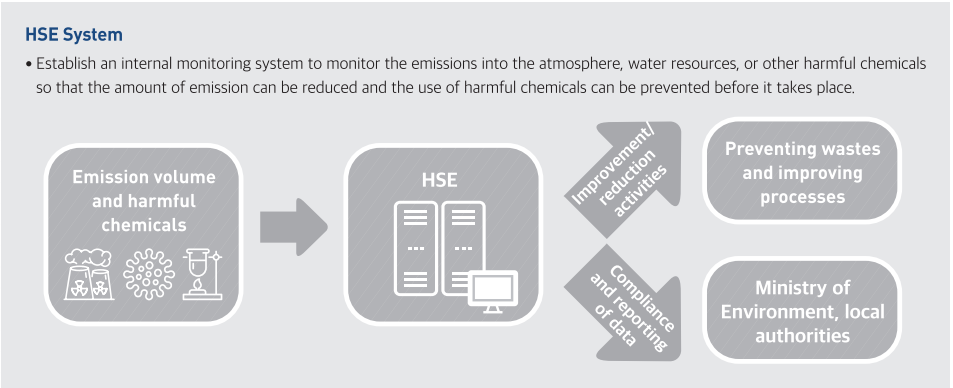 HSE System
• Establish an internal monitoring system to monitor the emissions into the atmosphere, water resources, or other harmful chemicals
so that the amount of emission can be reduced and the use of harmful chemicals can be prevented before it takes place.
Emission volume
and harmful
chemicals
HSE
Improvement/
reduction
activities
Preventing wastes
and improving
processes
Compliance
and reporting
of data
Ministry of
Environment, local
authorities